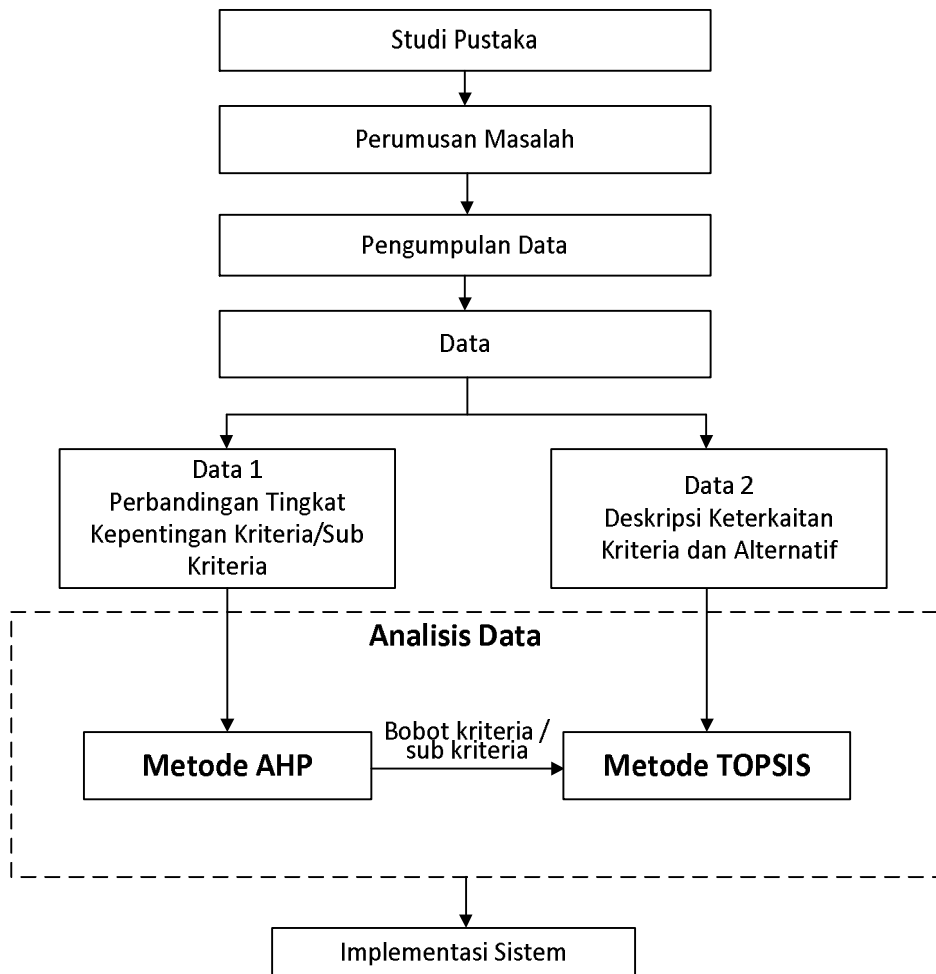 Studi Pustaka
Perumusan Masalah
Pengumpulan Data
Data
Data 1
Perbandingan Tingkat
Kepentingan Kriteria/Sub
Kriteria
Data 2
Deskripsi Keterkaitan
Kriteria dan Alternatif
Analisis Data
Metode AHP
Bobot kriteria /
sub kriteria
Metode TOPSIS
Implementasi Sistem